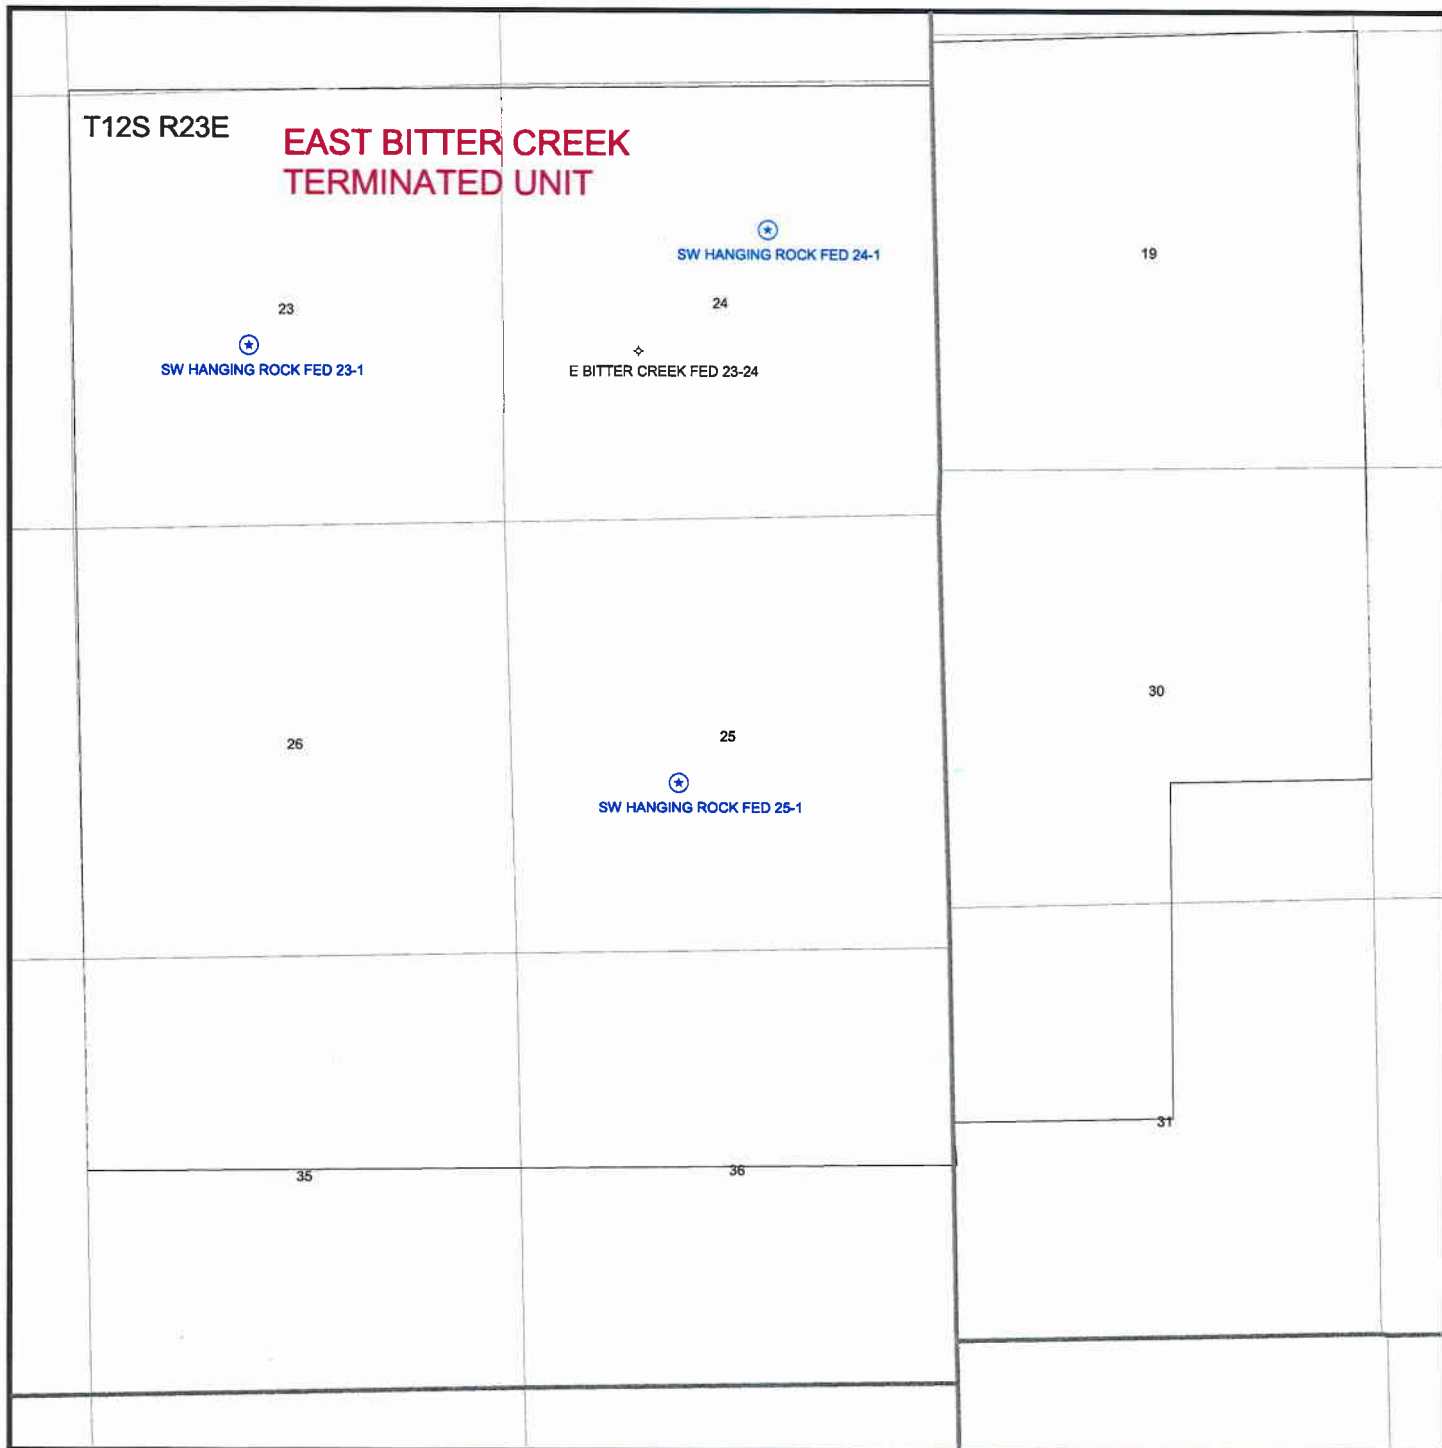 T12S R23E
EAST BITTER CREEK
TERMINATED UNIT
SW HANGING ROCK FED 24-1
19
23
24
SW HANGING ROCK FED 23-1
E BITTER CREEK FED 23-24
30
26
25
SW HANGING ROCK FED 25-1
31
35
36